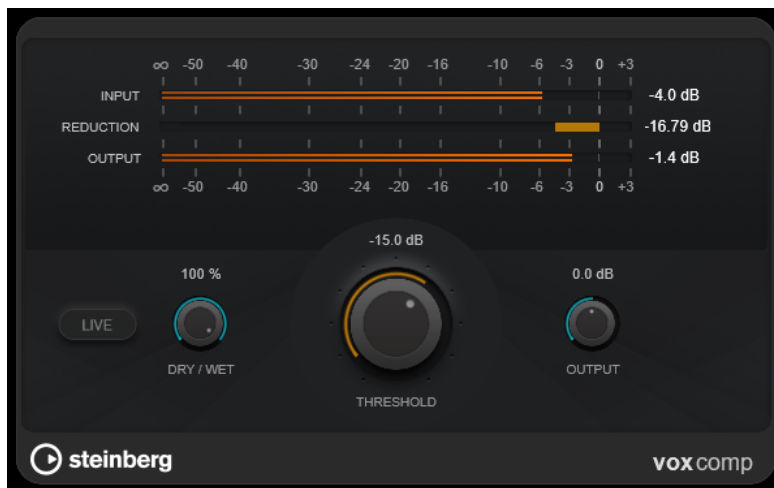 ∞ -50 -40 -30 -24 -20 -16 -10 -6 -3 0 +3
INPUT -4.0 dB
REDUCTION -16.79 dB
OUTPUT -1.4 dB
∞ -50 -40 -30 -24 -20 -16 -10 -6 -3 0 +3
-15.0 dB
100 % 0.0 dB
LIVE
DRY / WET OUTPUT
THRESHOLD
steinberg voxcomp